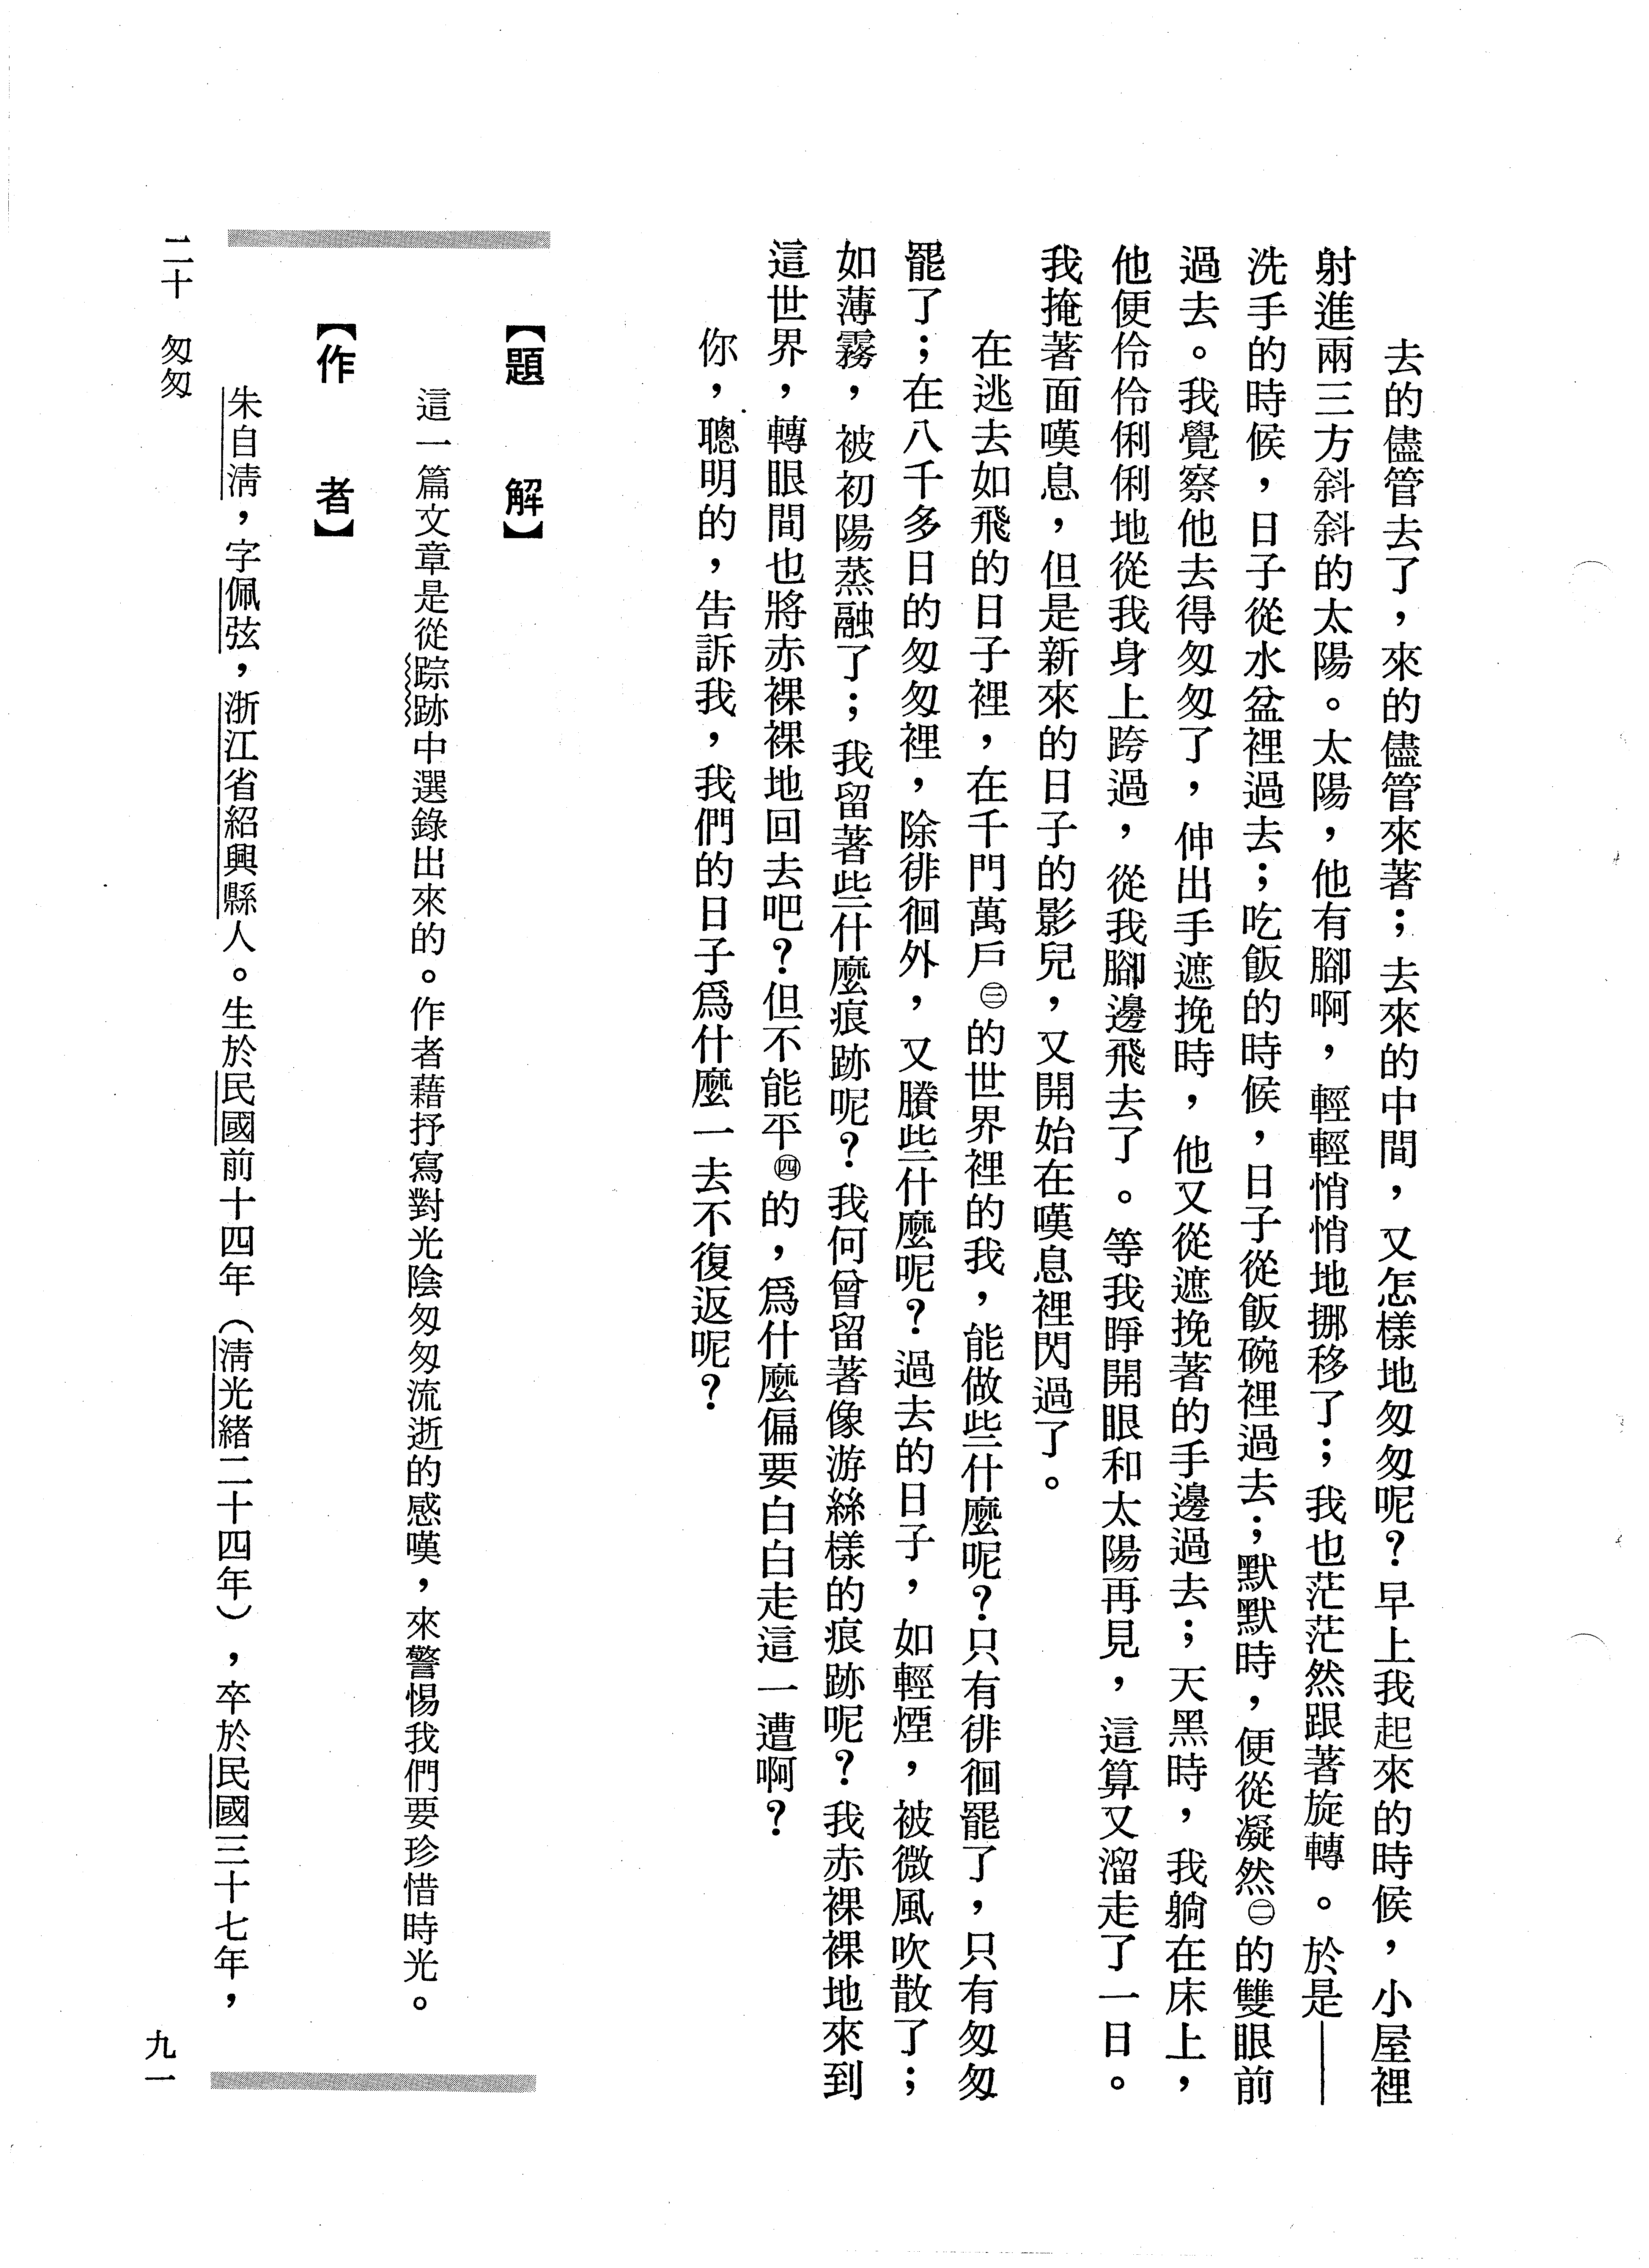 去的儘管去了，來的儘管來著；去來的中間，又怎樣地匆匆呢？早上我起來的時候，小屋裡
射進兩三方斜斜的太陽。太陽，他有腳啊，輕輕悄悄地挪移了；我也茫茫然跟著旋轉。於是——
洗手的時候，日子從水盆裡過去；吃飯的時候，日子從飯碗裡過去；默默時，便從凝然㊁的雙眼前
過去。我覺察他去得匆匆了，伸出手遮挽時，他又從遮挽著的手邊過去；天黑時，我躺在床上，
他便伶伶俐俐地從我身上跨過，從我腳邊飛去了。等我睜開眼和太陽再見，這算又溜走了一日。
我掩著面嘆息，但是新來的日子的影兒，又開始在嘆息裡閃過了。
在逃去如飛的日子裡，在千門萬戶㊂的世界裡的我，能做些什麼呢？只有徘徊罷了，只有匆匆
罷了；在八千多日的匆匆裡，除徘徊外，又賸些什麼呢？過去的日子，如輕煙，被微風吹散了；
如薄霧，被初陽蒸融了；我留著些什麼痕跡呢？我何曾留著像游絲樣的痕跡呢？我赤裸裸地來到
這世界，轉眼間也將赤裸裸地回去吧？但不能平㊃的，爲什麼偏要白白走這一遭啊？
你，聰明的，告訴我，我們的日子爲什麼一去不復返呢？
【題解】
這一篇文章是從踪跡中選錄出來的。作者藉抒寫對光陰匆匆流逝的感嘆，來警惕我們要珍惜時光。
【作者】
朱自淸，字佩弦，浙江省紹興縣人。生於民國前十四年（淸光緒二十四年），卒於民國三十七年，
二十 匆匆
九一